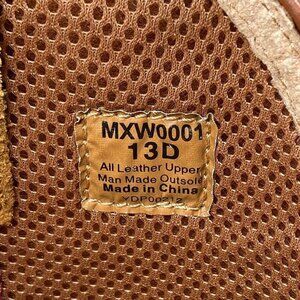 MXW0001
13D
All Leather Upper
Man Made Outsole
Made in China